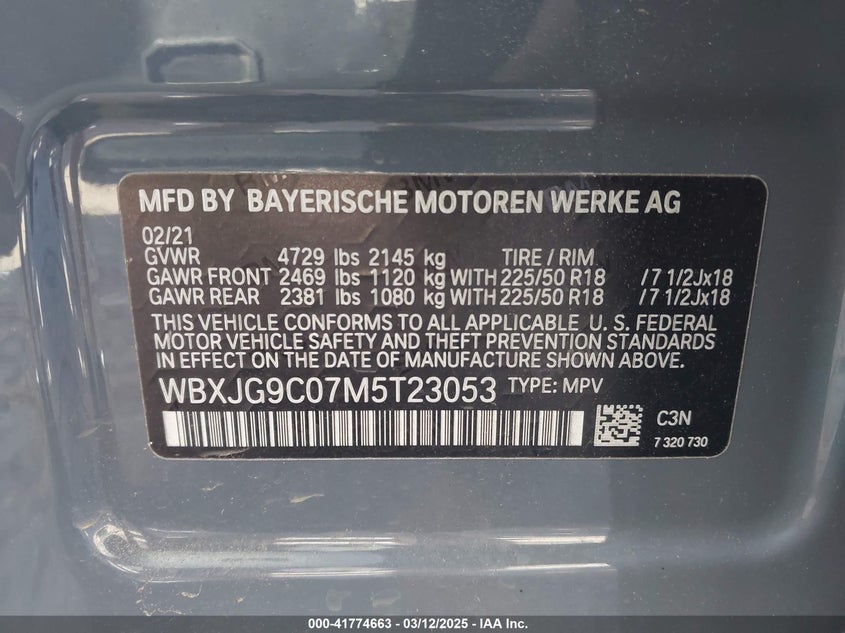 MFD BY BAYERISCHE MOTOREN WERKE AG
02/21
GVWR 4729 lbs 2145 kg TIRE / RIM
GAWR FRONT 2469 lbs 1120 kg WITH 225/50 R18 /7 1/2Jx18
GAWR REAR 2381 lbs 1080 kg WITH 225/50 R18 /7 1/2Jx18
THIS VEHICLE CONFORMS TO ALL APPLICABLE U. S. FEDERAL
MOTOR VEHICLE SAFETY AND THEFT PREVENTION STANDARDS
IN EFFECT ON THE DATE OF MANUFACTURE SHOWN ABOVE.
WBXJG9C07M5T23053 TYPE: MPV
C3N
7 320 730
000-41774663 - 03/12/2025 - IAA Inc.